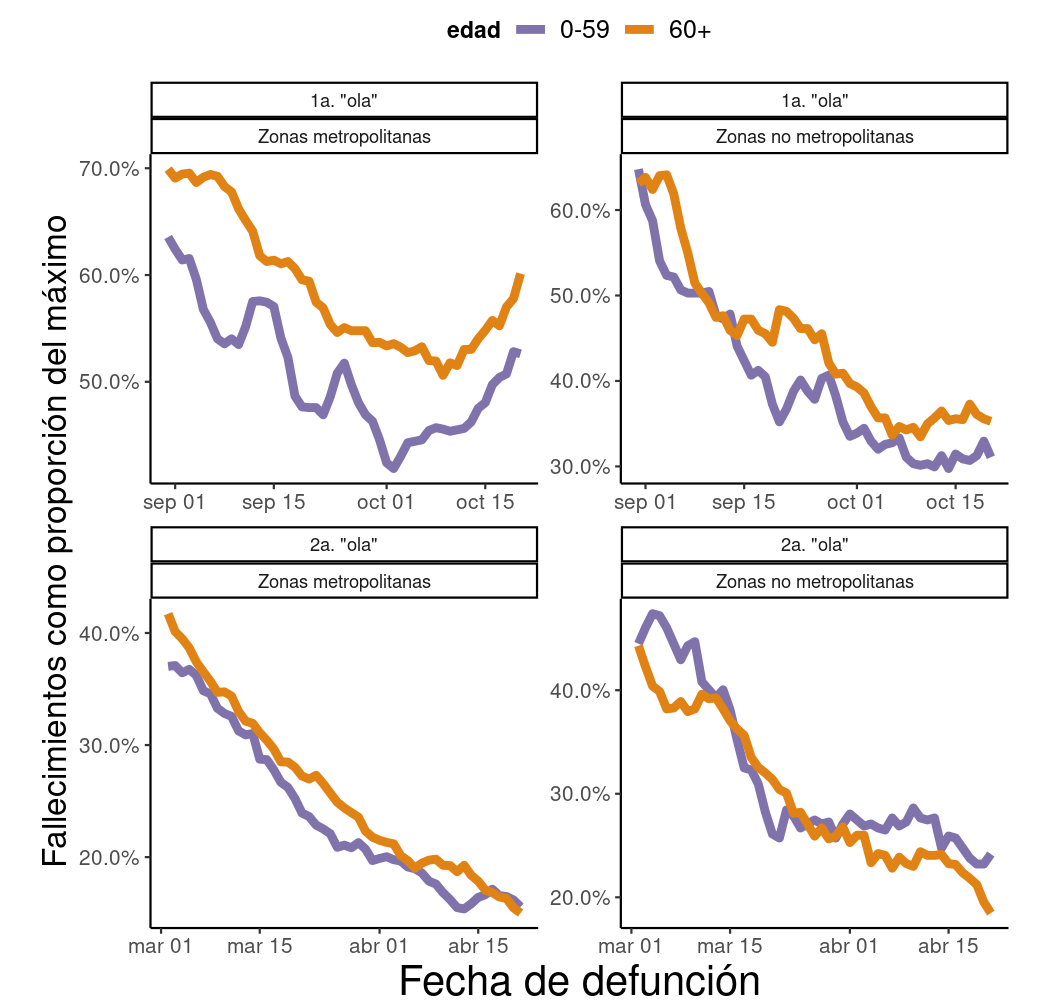 edad 0-59 60+
1a. "ola" 1a. "ola"
Zonas metropolitanas Zonas no metropolitanas
70.0%
60.0%
50.0%
60.0%
50.0%
40.0%
30.0%
sep 01 sep 15 oct 01 oct 15
sep 01 sep 15 oct 01 oct 15
2a. "ola" 2a. "ola"
Zonas metropolitanas Zonas no metropolitanas
40.0%
30.0%
20.0%
40.0%
30.0%
20.0%
mar 01 mar 15 abr 01 abr 15
mar 01 mar 15 abr 01 abr 15
Fallecimientos como proporción del máximo
Fecha de defunción